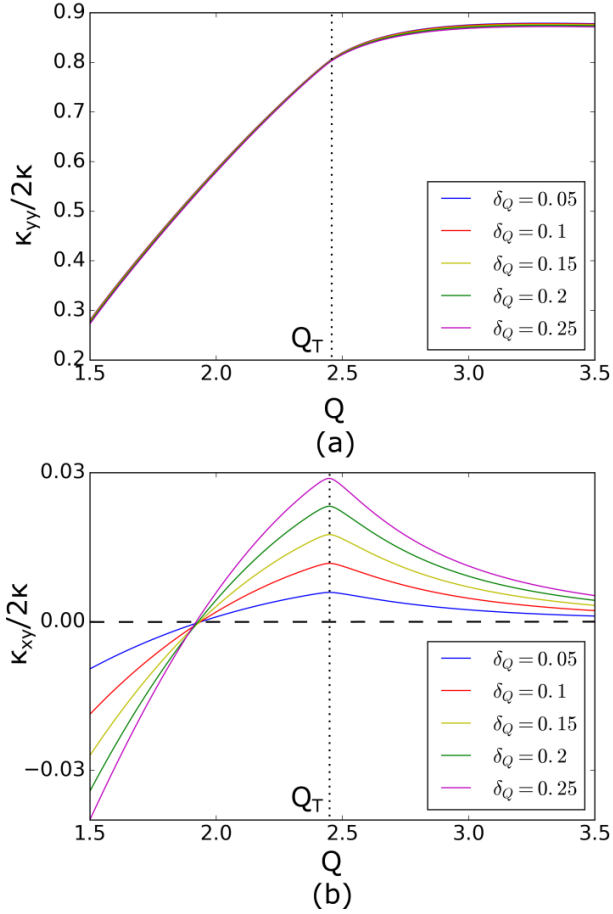 0.9
0.8
0.7
0.6
0.5
0.4
0.3
0.2
κyy/2κ
δQ = 0.05
δQ = 0.1
δQ = 0.15
δQ = 0.2
δQ = 0.25
QT
1.5 2.0 2.5 3.0 3.5
Q
(a)
0.03
0.00
−0.03
κxy/2κ
δQ = 0.05
δQ = 0.1
δQ = 0.15
δQ = 0.2
δQ = 0.25
QT
1.5 2.0 2.5 3.0 3.5
Q
(b)